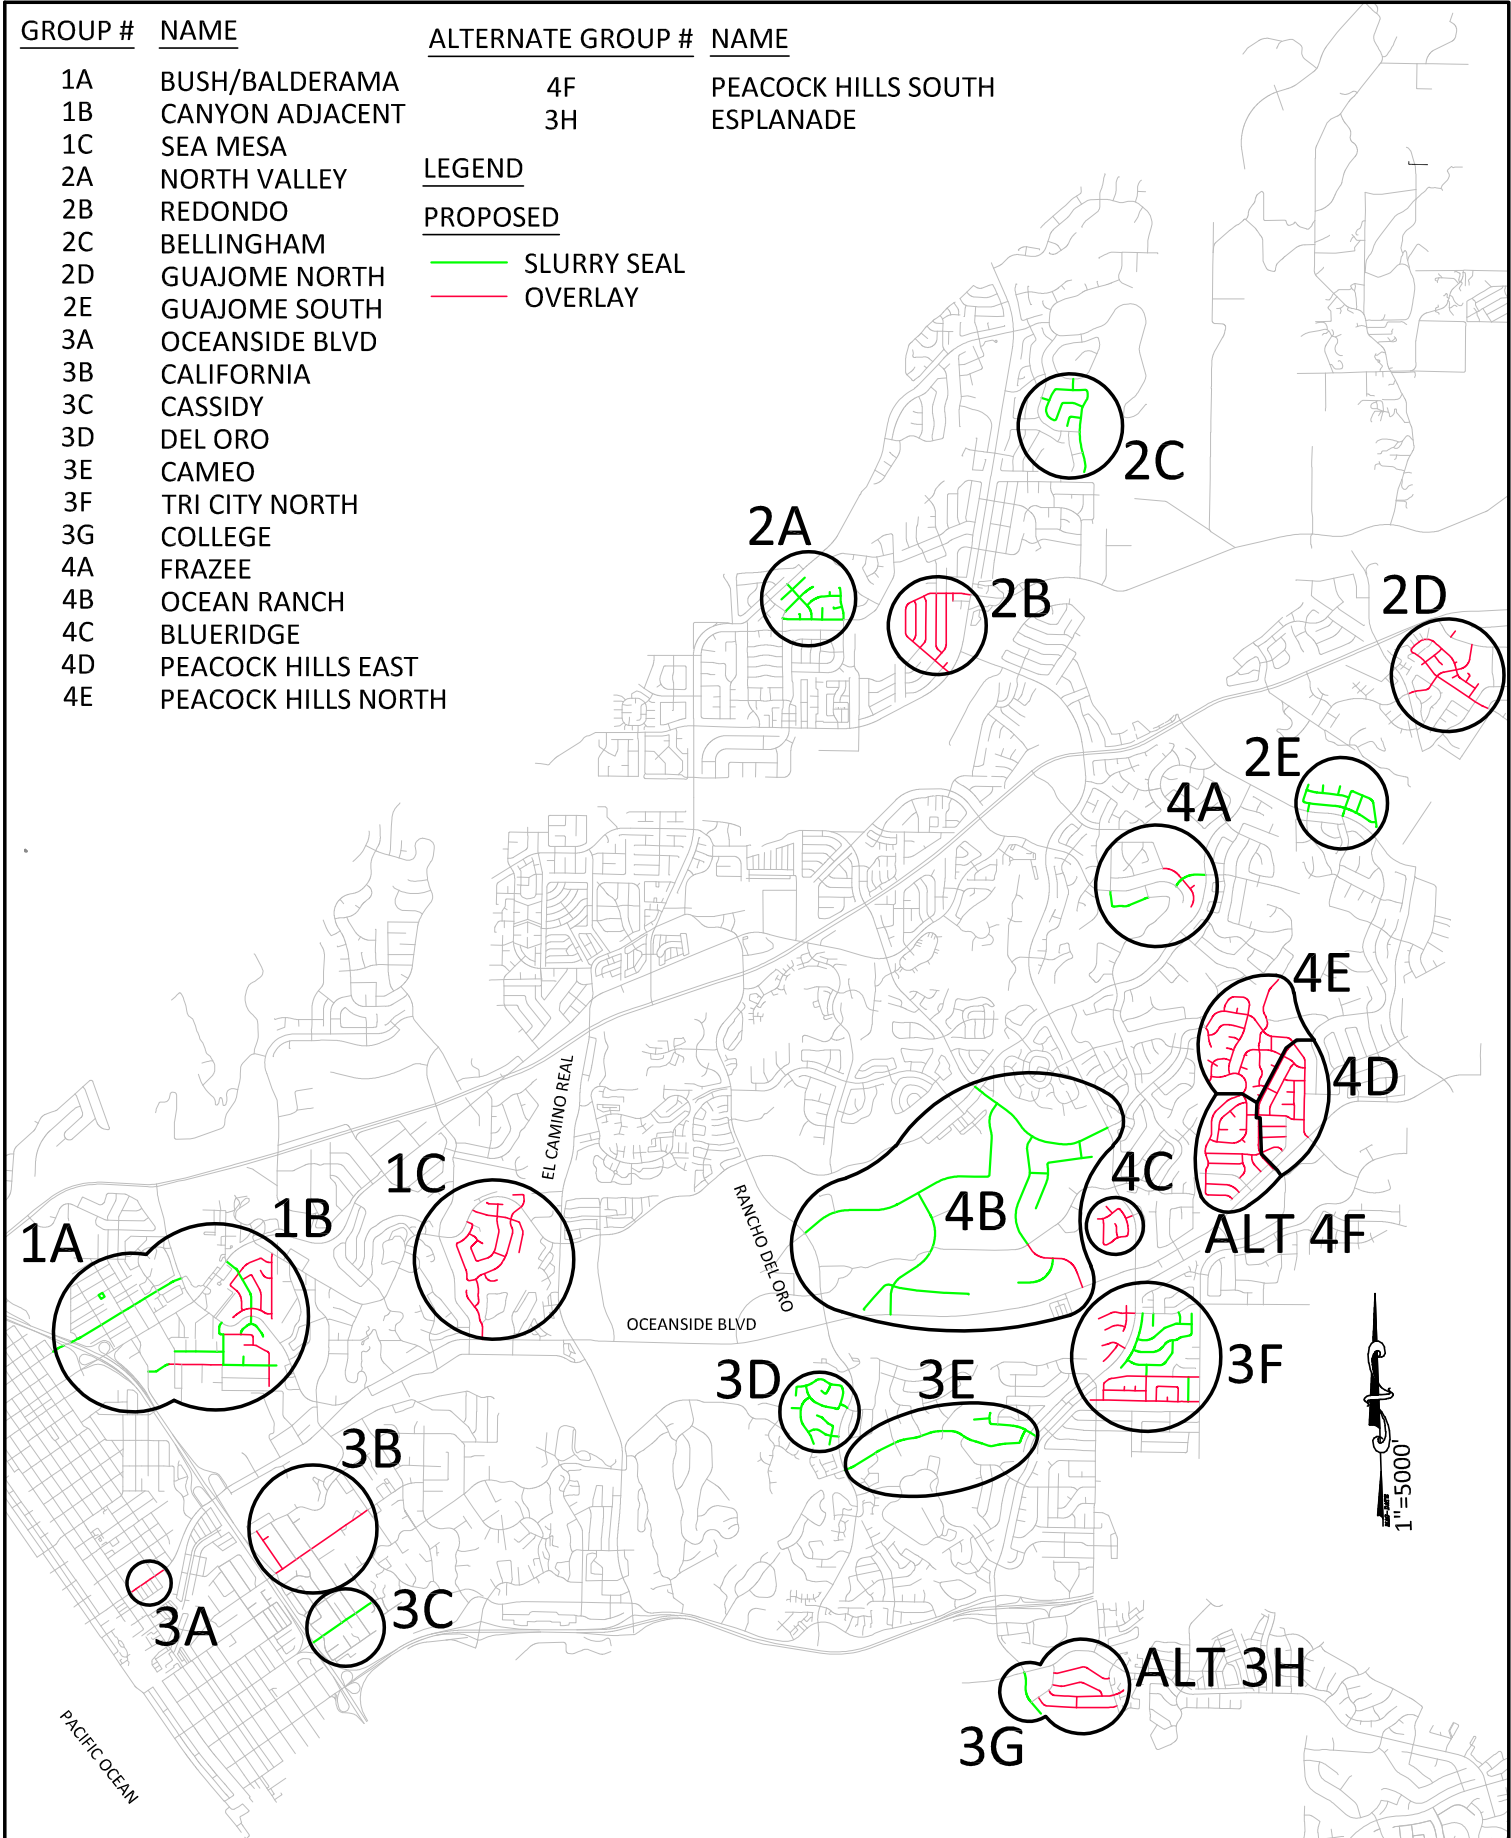 GROUP # NAME
1A BUSH/BALDERAMA
1B CANYON ADJACENT
1C SEA MESA
2A NORTH VALLEY
2B REDONDO
2C BELLINGHAM
2D GUAJOME NORTH
2E GUAJOME SOUTH
3A OCEANSIDE BLVD
3B CALIFORNIA
3C CASSIDY
3D DEL ORO
3E CAMEO
3F TRI CITY NORTH
3G COLLEGE
4A FRAZEE
4B OCEAN RANCH
4C BLUERIDGE
4D PEACOCK HILLS EAST
4E PEACOCK HILLS NORTH
ALTERNATE GROUP # NAME
4F PEACOCK HILLS SOUTH
3H ESPLANADE
LEGEND
PROPOSED
SLURRY SEAL
OVERLAY
2C
2A
2B
2D
2E
4A
4E
4D
EL CAMINO REAL
1C
4C
RANCHO DEL ORO
4B
1B
1A
ALT 4F
OCEANSIDE BLVD
3F
3D
3E
3B
1"=5000'
3C
3A
ALT 3H
3G
PACIFIC OCEAN